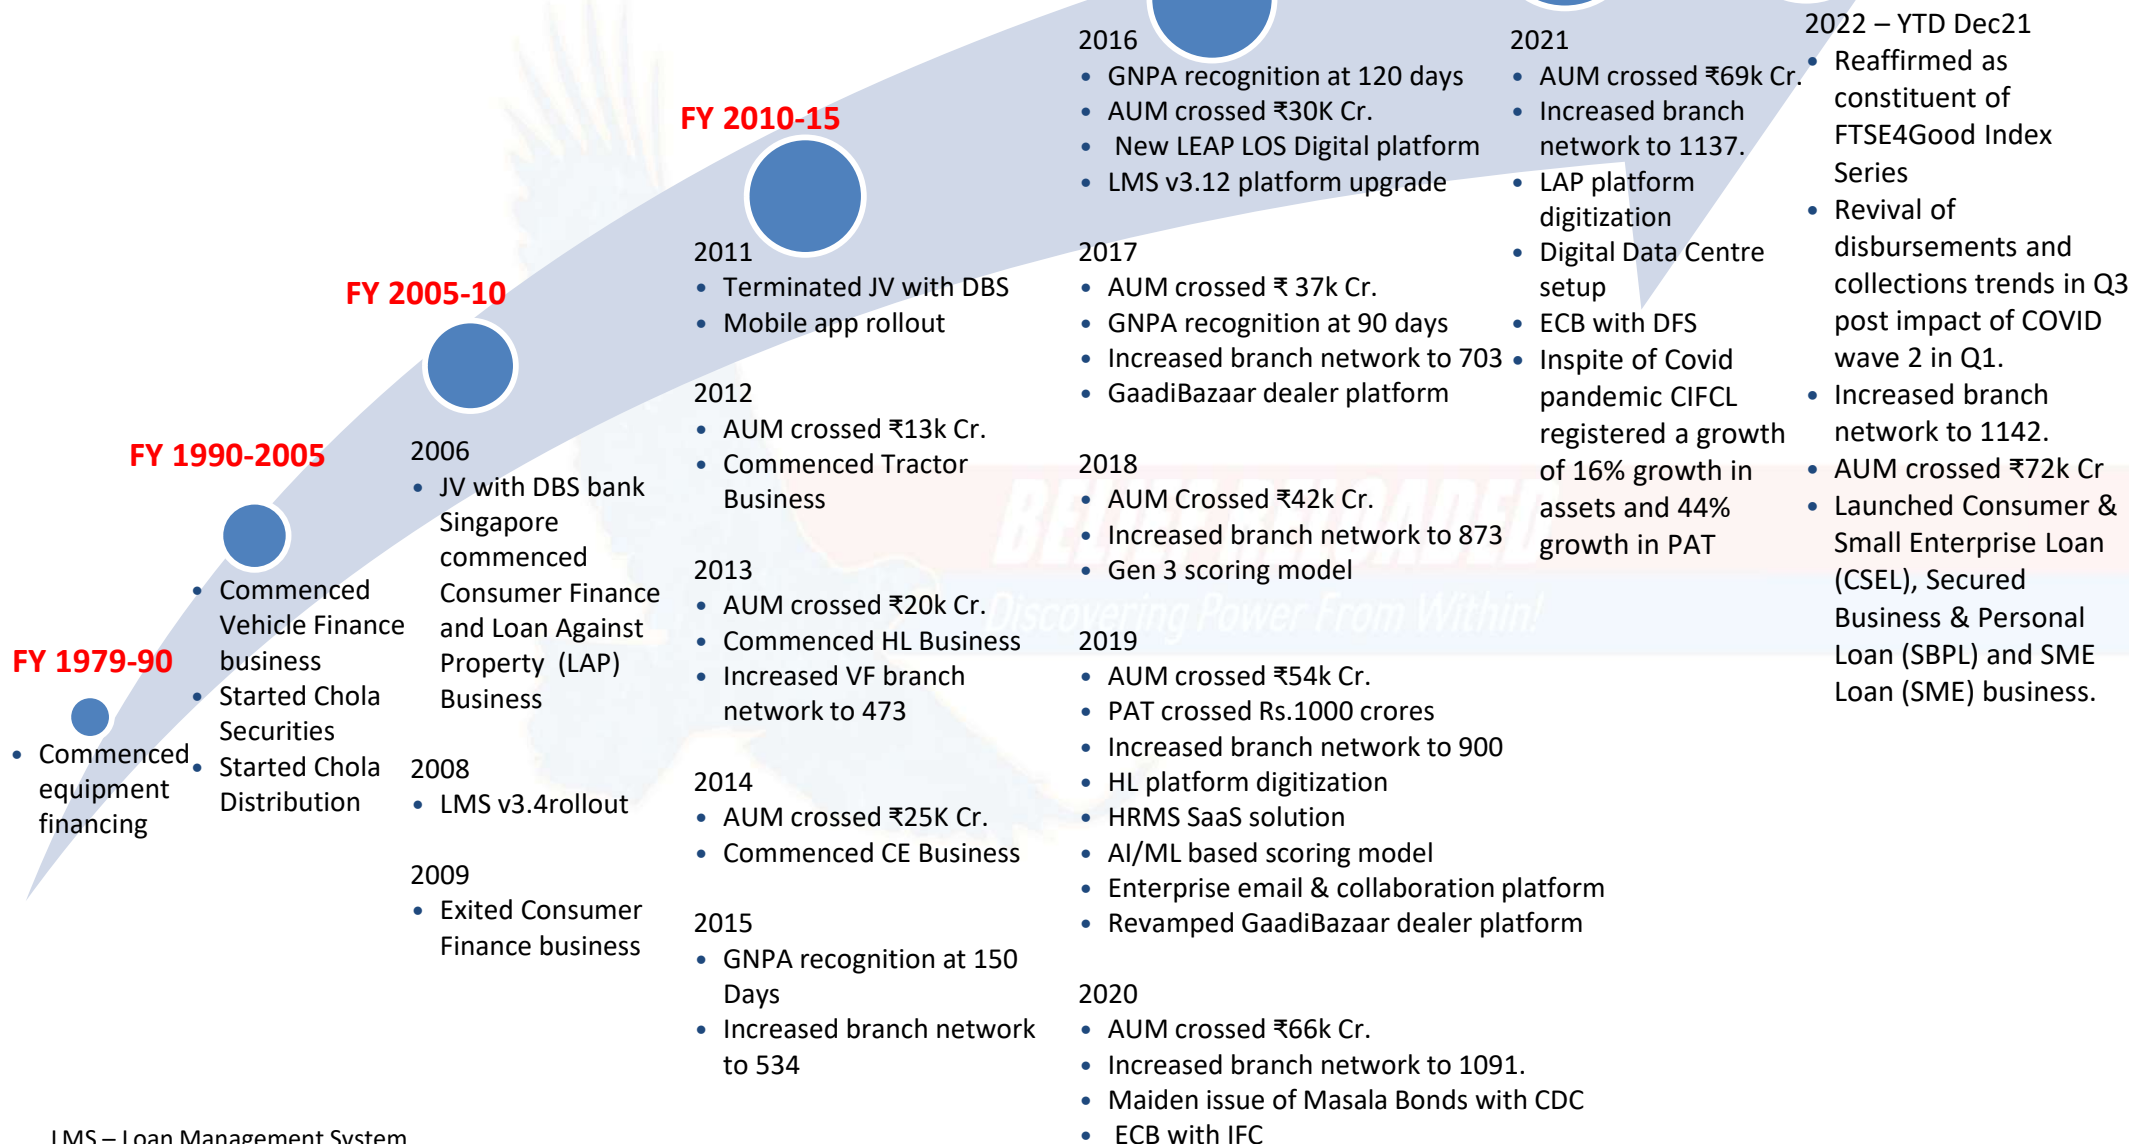 FY 1979-90
• Commenced
equipment
financing
FY 1990-2005
• Commenced
Vehicle Finance
business
• Started Chola
Securities
• Started Chola
Distribution
FY 2005-10
2006
• JV with DBS bank
Singapore
commenced
Consumer Finance
and Loan Against
Property (LAP)
Business
2008
• LMS v3.4rollout
2009
• Exited Consumer
Finance business
FY 2010-15
2011
• Terminated JV with DBS
• Mobile app rollout
2012
• AUM crossed ₹13k Cr.
• Commenced Tractor
Business
2013
• AUM crossed ₹20k Cr.
• Commenced HL Business
• Increased VF branch
network to 473
2014
• AUM crossed ₹25K Cr.
• Commenced CE Business
2015
• GNPA recognition at 150
Days
• Increased branch network
to 534
2016
• GNPA recognition at 120 days
• AUM crossed ₹30K Cr.
• New LEAP LOS Digital platform
• LMS v3.12 platform upgrade
2017
• AUM crossed ₹ 37k Cr.
• GNPA recognition at 90 days
• Increased branch network to 703
• GaadiBazaar dealer platform
2018
• AUM Crossed ₹42k Cr.
• Increased branch network to 873
• Gen 3 scoring model
2019
• AUM crossed ₹54k Cr.
• PAT crossed Rs.1000 crores
• Increased branch network to 900
• HL platform digitization
• HRMS SaaS solution
• AI/ML based scoring model
• Enterprise email & collaboration platform
• Revamped GaadiBazaar dealer platform
2020
• AUM crossed ₹66k Cr.
• Increased branch network to 1091.
• Maiden issue of Masala Bonds with CDC
• ECB with IFC
2021
• AUM crossed ₹69k Cr.
• Increased branch
network to 1137.
• LAP platform
digitization
• Digital Data Centre
setup
• ECB with DFS
• Inspite of Covid
pandemic CIFCL
registered a growth
of 16% growth in
assets and 44%
growth in PAT
2022 – YTD Dec21
• Reaffirmed as
constituent of
FTSE4Good Index
Series
• Revival of
disbursements and
collections trends in Q3
post impact of COVID
wave 2 in Q1.
• Increased branch
network to 1142.
• AUM crossed ₹72k Cr
• Launched Consumer &
Small Enterprise Loan
(CSEL), Secured
Business & Personal
Loan (SBPL) and SME
Loan (SME) business.
BELIEF RELOADED
Discovering Power From Within!
LMS – Loan Management System